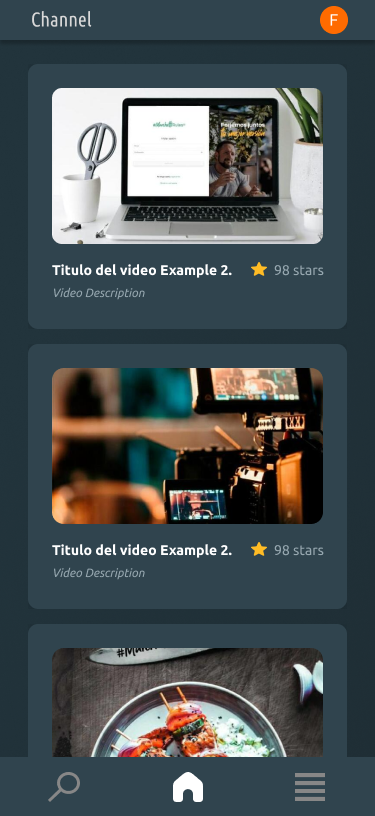 Channel
F
Titulo del video Example 2.
98 stars
Video Description
Titulo del video Example 2.
98 stars
Video Description